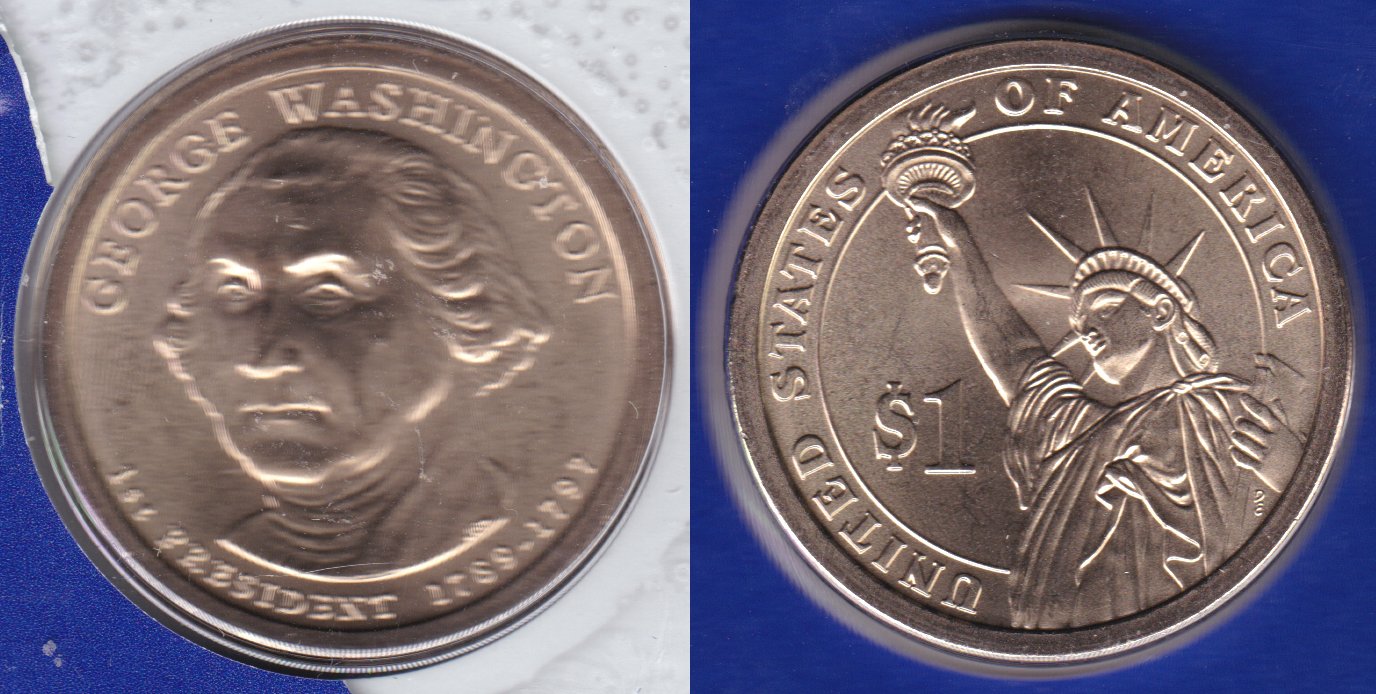 GEORGE WASHINGTON
1st PRESIDENT 1789-1797
UNITED STATES OF AMERICA
$1